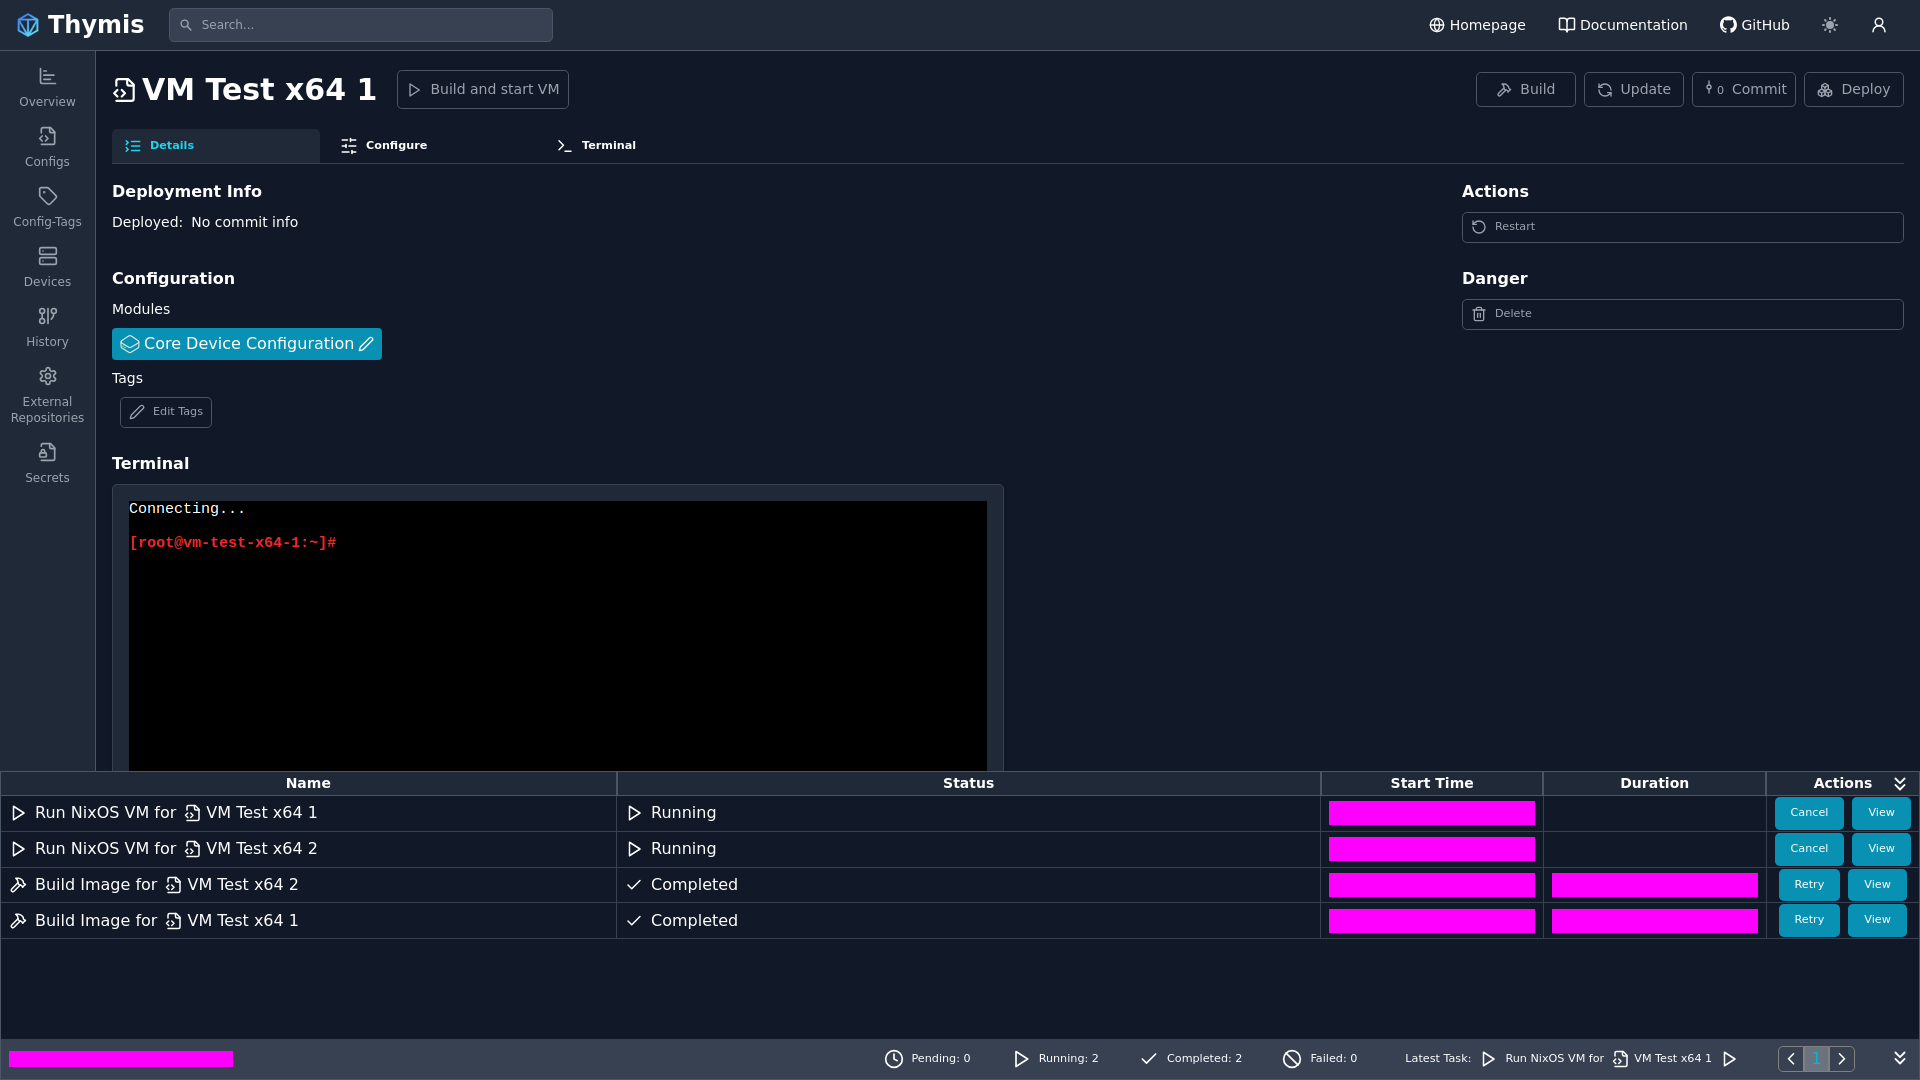 Thymis
Search...
Homepage
Documentation
GitHub
Overview
Configs
Config-Tags
Devices
History
External
Repositories
Secrets
VM Test x64 1
Build and start VM
Build
Update
0 Commit
Deploy
Details
Configure
Terminal
Deployment Info
Deployed: No commit info
Configuration
Modules
Core Device Configuration
Tags
Edit Tags
Actions
Restart
Danger
Delete
Terminal
Connecting...
[root@vm-test-x64-1:~]#
Name Status Start Time Duration Actions
Run NixOS VM for VM Test x64 1 Running Cancel View
Run NixOS VM for VM Test x64 2 Running Cancel View
Build Image for VM Test x64 2 Completed Retry View
Build Image for VM Test x64 1 Completed Retry View
Pending: 0 Running: 2 Completed: 2 Failed: 0 Latest Task: Run NixOS VM for VM Test x64 1 1